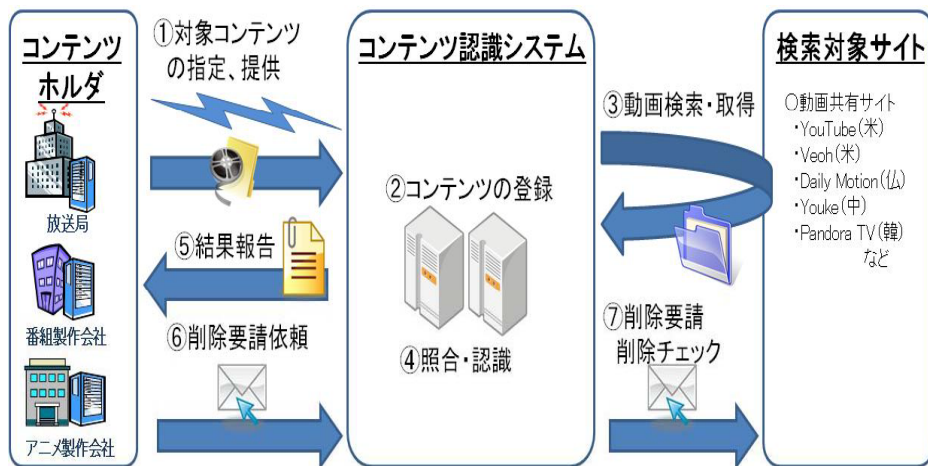 コンテンツ
ホルダ
放送局
番組製作会社
アニメ製作会社
①対象コンテンツ
の指定、提供
⑤結果報告
⑥削除要請依頼
コンテンツ認識システム
②コンテンツの登録
④照合・認識
③動画検索・取得
⑦削除要請
削除チェック
検索対象サイト
○動画共有サイト
・YouTube(米)
・Veoh(米)
・Daily Motion(仏)
・Youke(中)
・Pandora TV(韓)
など